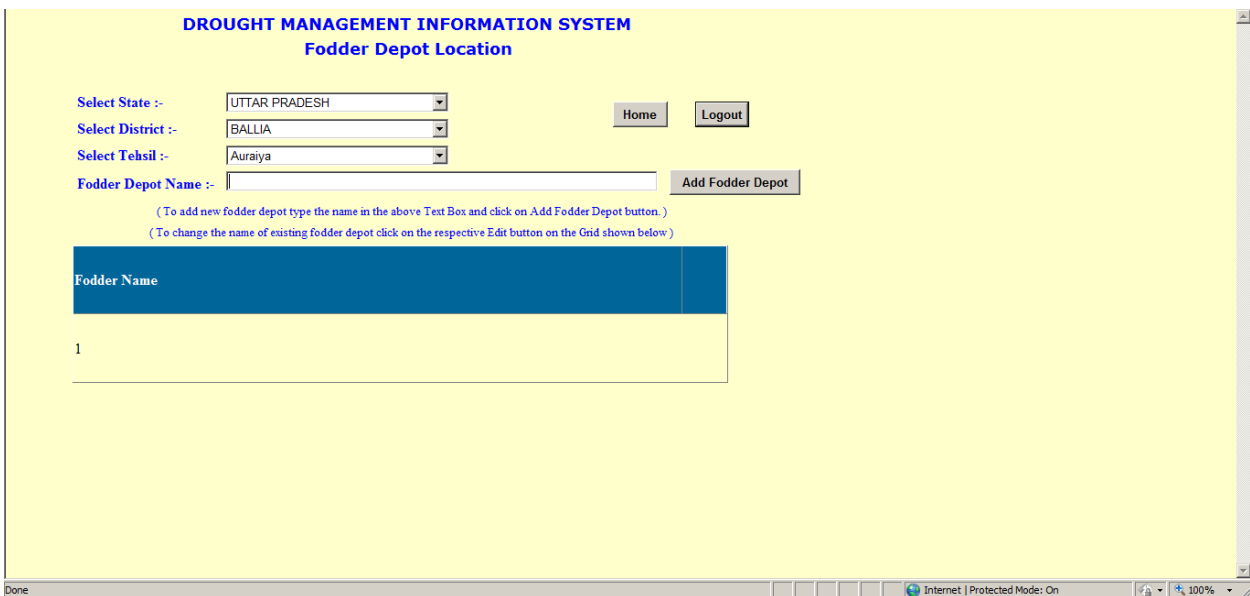 DROUGHT MANAGEMENT INFORMATION SYSTEM
Fodder Depot Location
Select State :- UTTAR PRADESH
Home Logout
Select District :- BALLIA
Select Tehsil :- Auraiya
Fodder Depot Name :- Add Fodder Depot
( To add new fodder depot type the name in the above Text Box and click on Add Fodder Depot button. )
( To change the name of existing fodder depot click on the respective Edit button on the Grid shown below )
Fodder Name
1
Done Internet | Protected Mode: On 100%